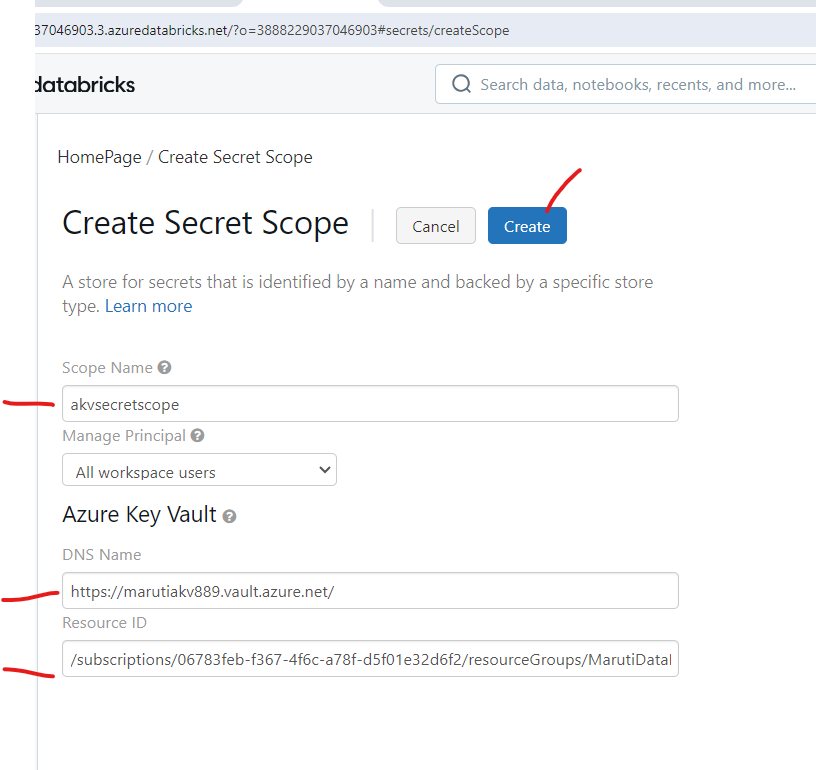 37046903.3.azuredatabricks.net/?o=3888229037046903#secrets/createScope
databricks
Search data, notebooks, recents, and more...
HomePage / Create Secret Scope
Create Secret Scope
Cancel
Create
A store for secrets that is identified by a name and backed by a specific store
type. Learn more
Scope Name
akvsecretscope
Manage Principal
All workspace users
Azure Key Vault
DNS Name
https://marutiakv889.vault.azure.net/
Resource ID
/subscriptions/06783feb-f367-4f6c-a78f-d5f01e32d6f2/resourceGroups/MarutiData